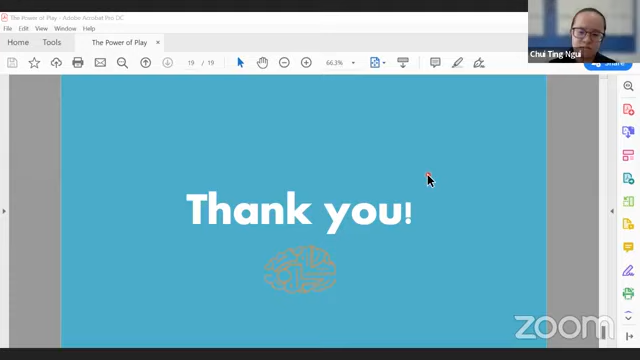 The Power of Play - Adobe Acrobat Pro DC
File Edit View Window Help
Home Tools The Power of Play ×
19 / 19 66.3%
Share
Chui Ting Ngui
Thank you!
zoom